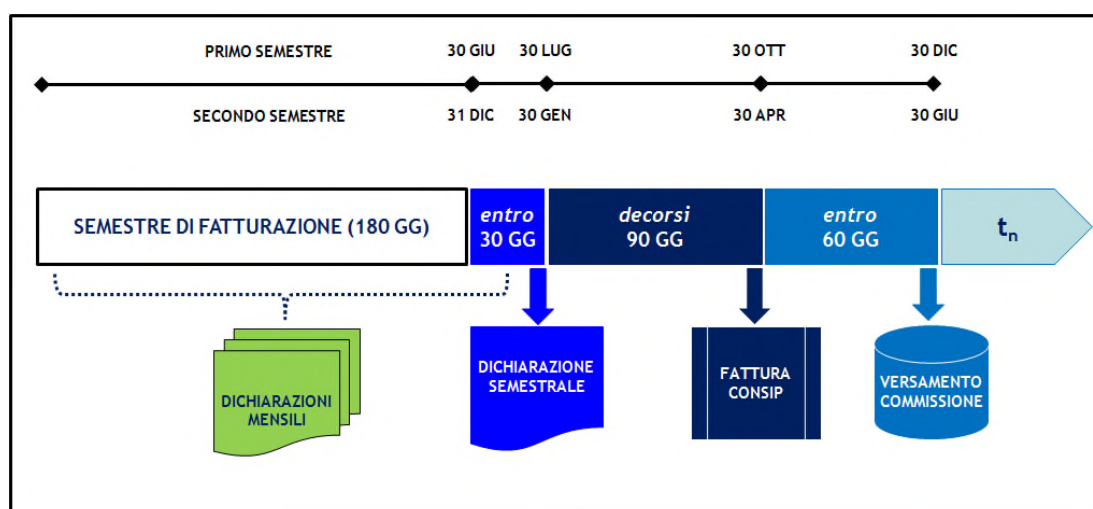 PRIMO SEMESTRE 30 GIU 30 LUG 30 OTT 30 DIC
SECONDO SEMESTRE 31 DIC 30 GEN 30 APR 30 GIU
SEMESTRE DI FATTURAZIONE (180 GG)
entro
30 GG
decorsi
90 GG
entro
60 GG
tn
DICHIARAZIONI
MENSILI
DICHIARAZIONE
SEMESTRALE
FATTURA
CONSIP
VERSAMENTO
COMMISSIONE